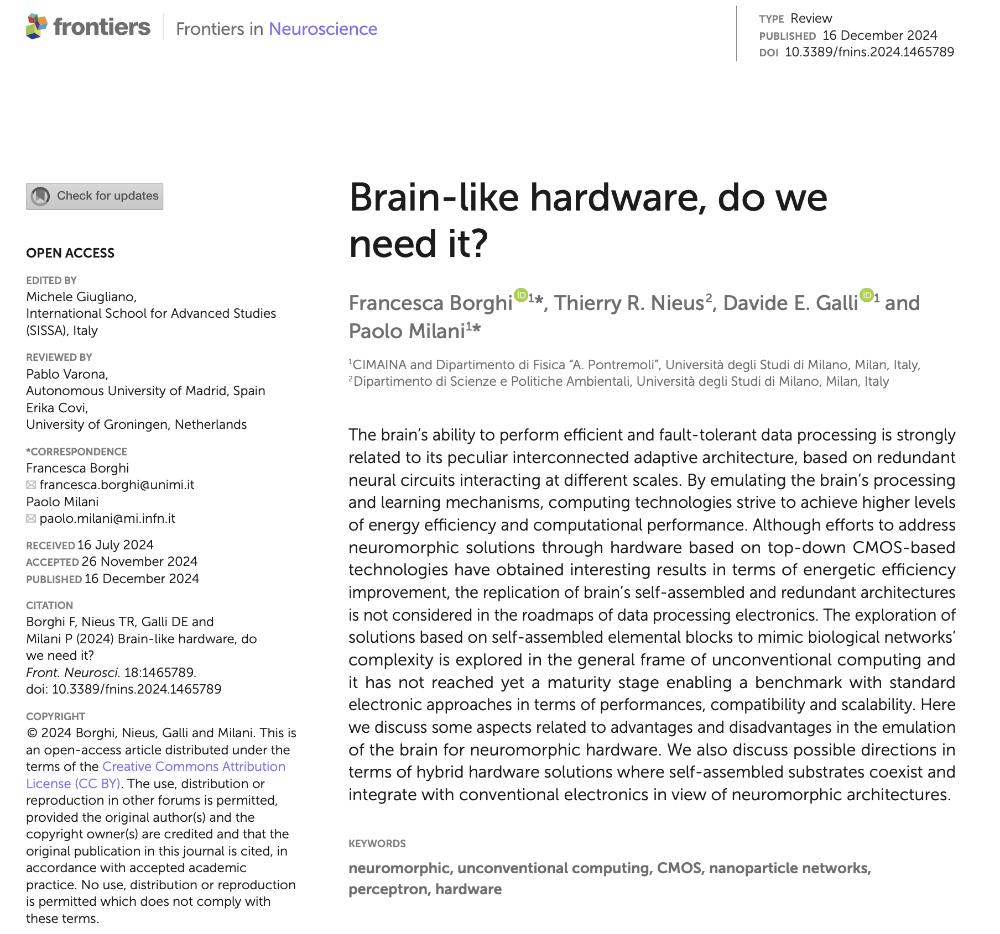 frontiers
Frontiers in Neuroscience
TYPE Review
PUBLISHED 16 December 2024
DOI 10.3389/fnins.2024.1465789
Check for updates
OPEN ACCESS
EDITED BY
Michele Giugliano,
International School for Advanced Studies
(SISSA), Italy
REVIEWED BY
Pablo Varona,
Autonomous University of Madrid, Spain
Erika Covi,
University of Groningen, Netherlands
*CORRESPONDENCE
Francesca Borghi
francesca.borghi@unimi.it
Paolo Milani
paolo.milani@mi.infn.it
RECEIVED 16 July 2024
ACCEPTED 26 November 2024
PUBLISHED 16 December 2024
CITATION
Borghi F, Nieus TR, Galli DE and
Milani P (2024) Brain-like hardware, do
we need it?
Front. Neurosci. 18:1465789.
doi: 10.3389/fnins.2024.1465789
COPYRIGHT
© 2024 Borghi, Nieus, Galli and Milani. This is
an open-access article distributed under the
terms of the Creative Commons Attribution
License (CC BY). The use, distribution or
reproduction in other forums is permitted,
provided the original author(s) and the
copyright owner(s) are credited and that the
original publication in this journal is cited, in
accordance with accepted academic
practice. No use, distribution or reproduction
is permitted which does not comply with
these terms.
Brain-like hardware, do we
need it?
Francesca Borghi iD 1*, Thierry R. Nieus2, Davide E. Galli iD 1 and
Paolo Milani1*
1CIMAINA and Dipartimento di Fisica “A. Pontremoli”, Università degli Studi di Milano, Milan, Italy,
2Dipartimento di Scienze e Politiche Ambientali, Università degli Studi di Milano, Milan, Italy
The brain’s ability to perform efficient and fault-tolerant data processing is strongly
related to its peculiar interconnected adaptive architecture, based on redundant
neural circuits interacting at different scales. By emulating the brain’s processing
and learning mechanisms, computing technologies strive to achieve higher levels
of energy efficiency and computational performance. Although efforts to address
neuromorphic solutions through hardware based on top-down CMOS-based
technologies have obtained interesting results in terms of energetic efficiency
improvement, the replication of brain’s self-assembled and redundant architectures
is not considered in the roadmaps of data processing electronics. The exploration of
solutions based on self-assembled elemental blocks to mimic biological networks’
complexity is explored in the general frame of unconventional computing and
it has not reached yet a maturity stage enabling a benchmark with standard
electronic approaches in terms of performances, compatibility and scalability. Here
we discuss some aspects related to advantages and disadvantages in the emulation
of the brain for neuromorphic hardware. We also discuss possible directions in
terms of hybrid hardware solutions where self-assembled substrates coexist and
integrate with conventional electronics in view of neuromorphic architectures.
KEYWORDS
neuromorphic, unconventional computing, CMOS, nanoparticle networks,
perceptron, hardware